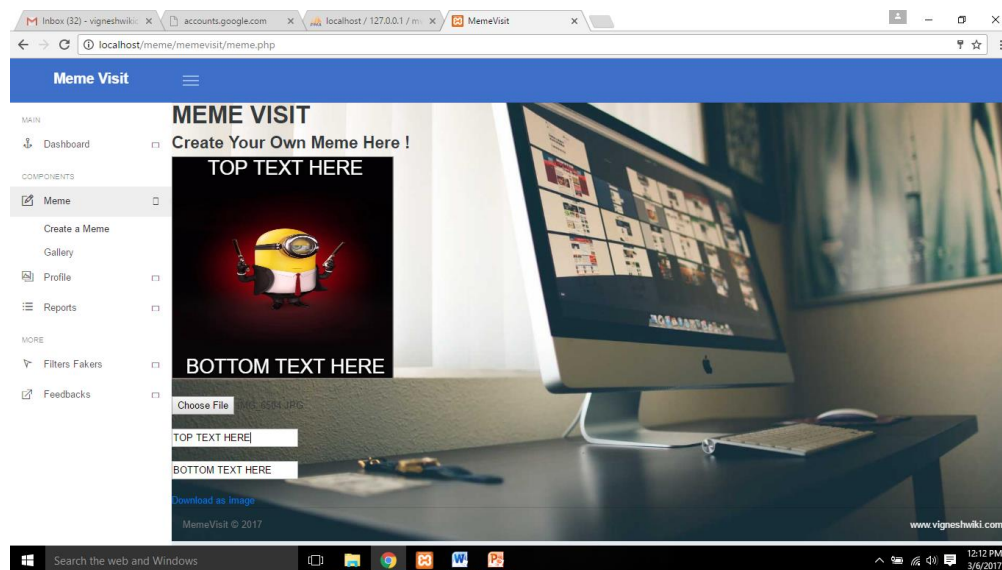 Inbox (32) - vigneshwiki
accounts.google.com
localhost / 127.0.0.1 / m
MemeVisit
localhost/meme/memevisit/meme.php
Meme Visit
MAIN
Dashboard
COMPONENTS
Meme
Create a Meme
Gallery
Profile
Reports
MORE
Filters Fakers
Feedbacks
MEME VISIT
Create Your Own Meme Here !
TOP TEXT HERE
BOTTOM TEXT HERE
Choose File
TOP TEXT HERE
BOTTOM TEXT HERE
Download as image
MemeVisit © 2017
www.vigneshwiki.com
Search the web and Windows
12:12 PM
3/6/2017